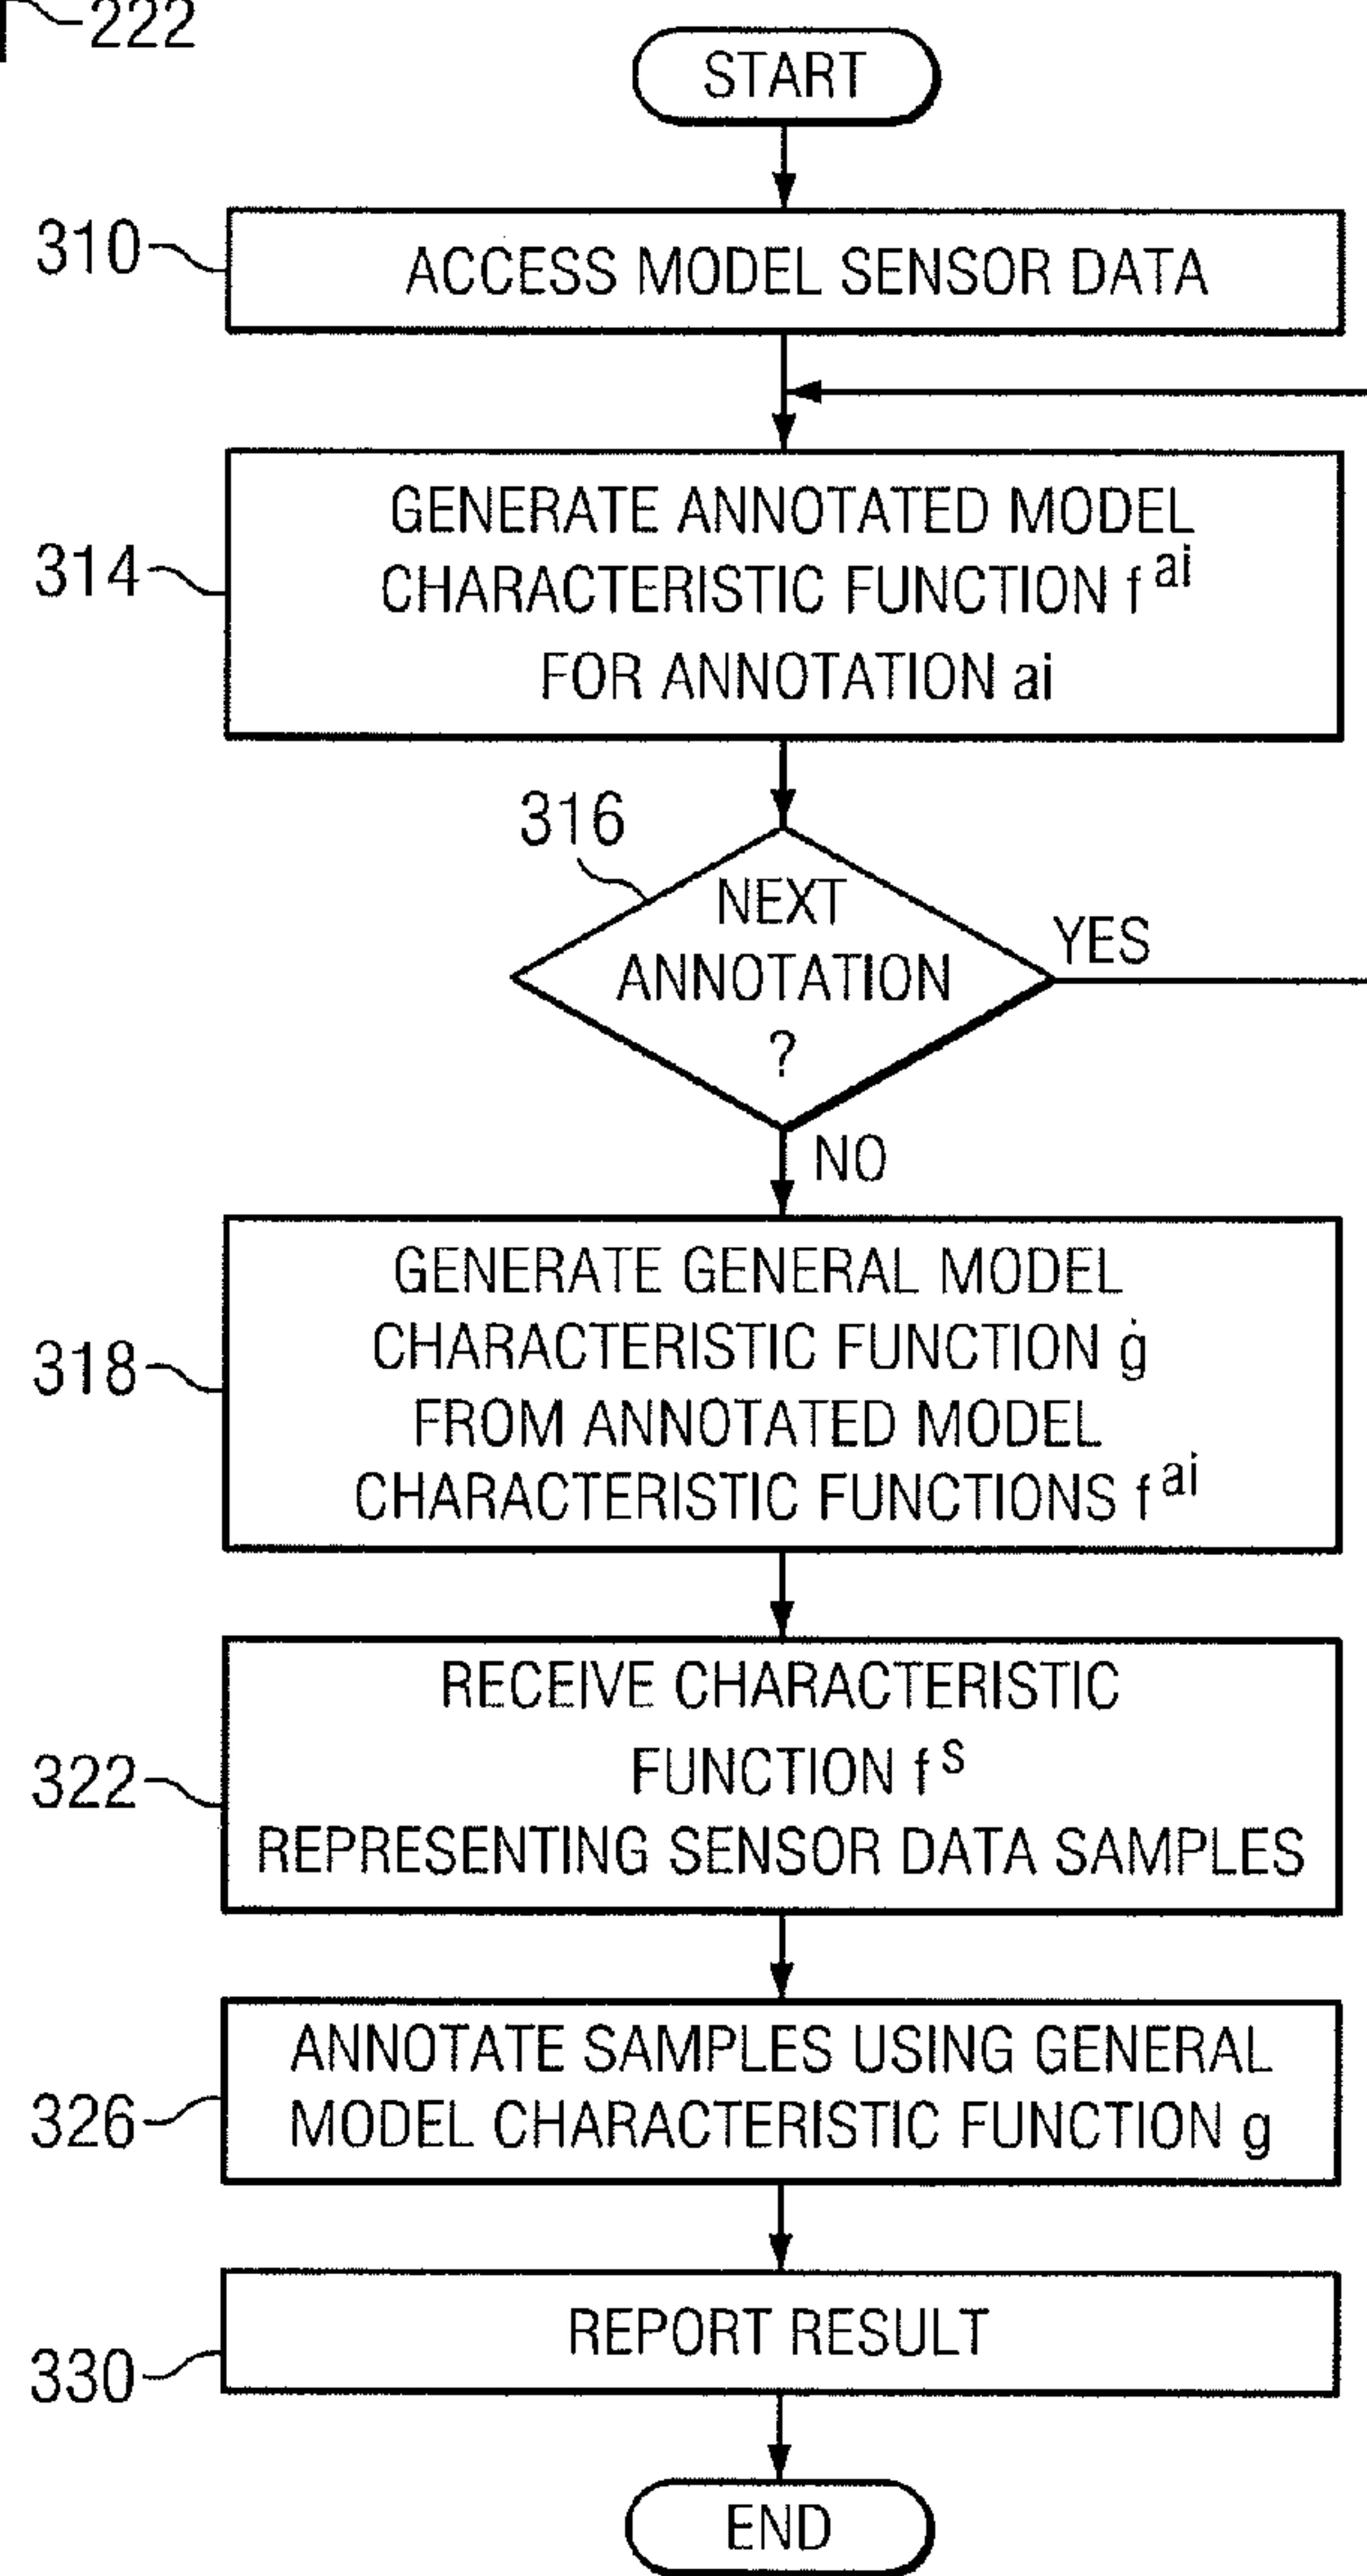 222
START
310
ACCESS MODEL SENSOR DATA
314
GENERATE ANNOTATED MODEL
CHARACTERISTIC FUNCTION f ai
FOR ANNOTATION ai
316
NEXT
ANNOTATION
?
YES
NO
318
GENERATE GENERAL MODEL
CHARACTERISTIC FUNCTION g
FROM ANNOTATED MODEL
CHARACTERISTIC FUNCTIONS f ai
322
RECEIVE CHARACTERISTIC
FUNCTION f s
REPRESENTING SENSOR DATA SAMPLES
326
ANNOTATE SAMPLES USING GENERAL
MODEL CHARACTERISTIC FUNCTION g
330
REPORT RESULT
END